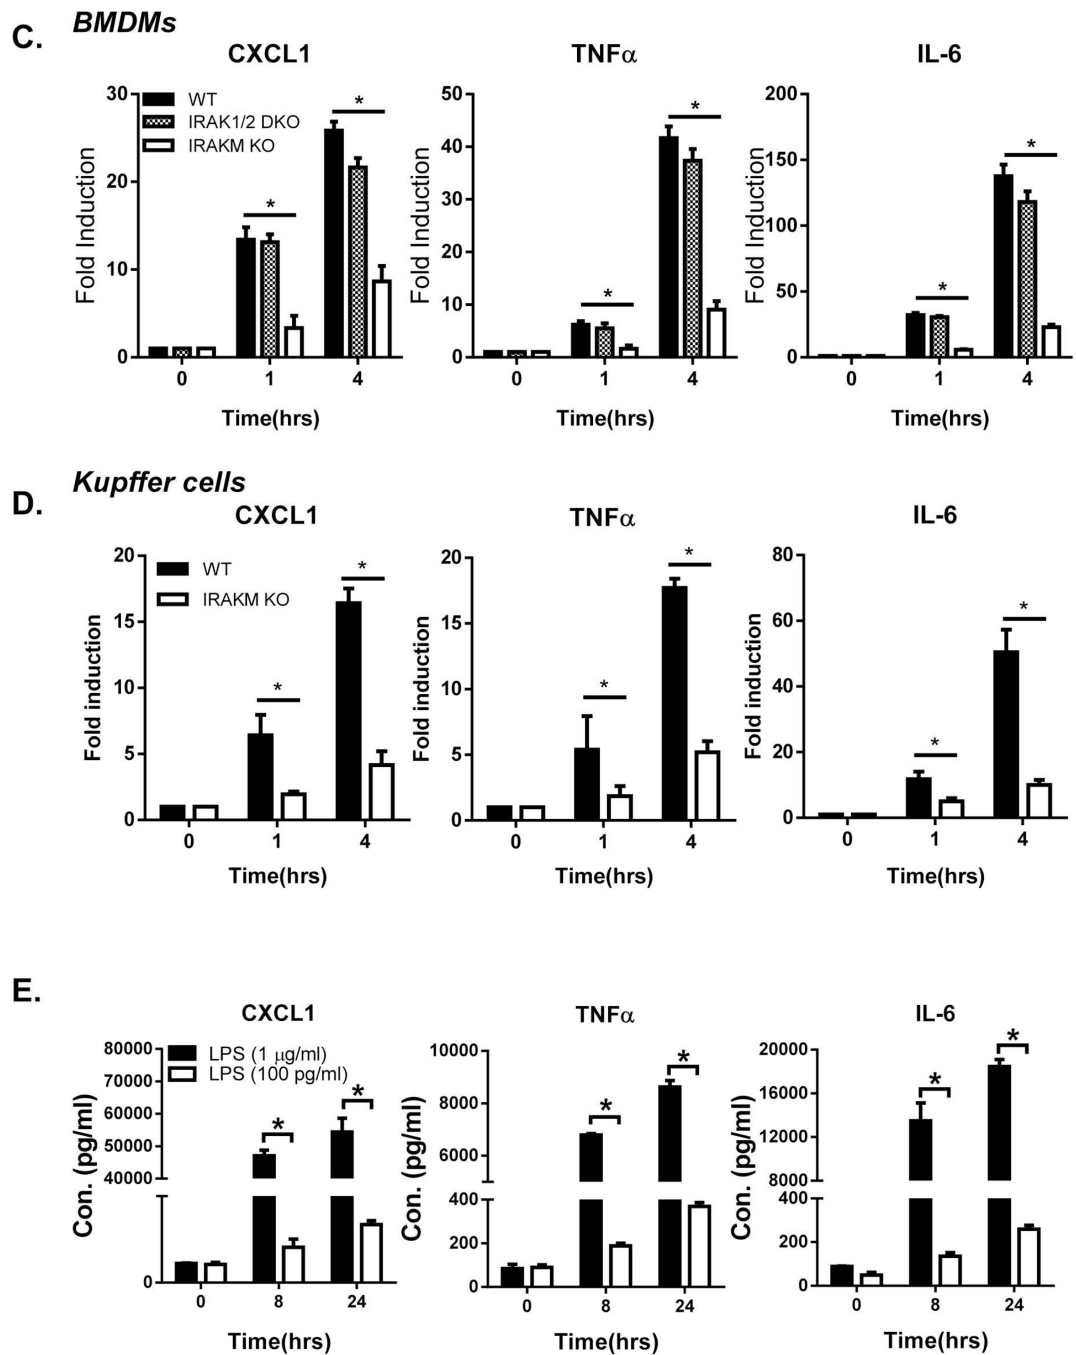 C. BMDMs
CXCL1
TNFα
IL-6
WT
IRAK1/2 DKO
IRAKM KO
Fold Induction
30
20
10
0
*
*
0 1 4
Time(hrs)
Fold Induction
50
40
30
20
10
0
*
*
0 1 4
Time(hrs)
Fold Induction
200
150
100
50
0
*
*
0 1 4
Time(hrs)
D. Kupffer cells
CXCL1
TNFα
IL-6
WT
IRAKM KO
Fold induction
20
15
10
5
0
*
*
0 1 4
Time(hrs)
Fold induction
20
15
10
5
0
*
*
0 1 4
Time(hrs)
Fold induction
80
60
40
20
0
*
*
0 1 4
Time(hrs)
E.
CXCL1
TNFα
IL-6
LPS (1 μg/ml)
LPS (100 pg/ml)
Con. (pg/ml)
80000
70000
60000
50000
40000
0
*
*
0 8 24
Time(hrs)
Con. (pg/ml)
10000
8000
6000
400
200
0
*
*
0 8 24
Time(hrs)
Con. (pg/ml)
20000
16000
12000
8000
400
200
0
*
*
0 8 24
Time(hrs)